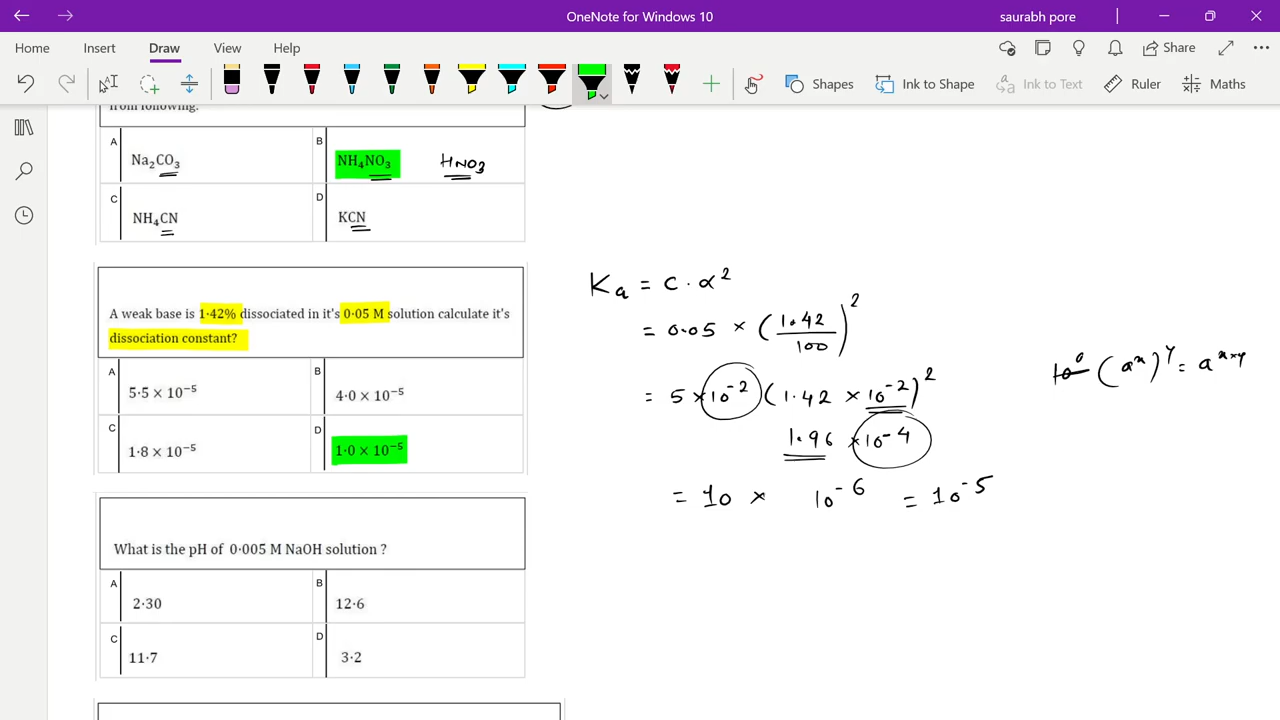 OneNote for Windows 10
saurabh pore
Home Insert Draw View Help
Share
Shapes
Ink to Shape
Ink to Text
Ruler
Maths
from following.
A Na₂CO₃
B NH₄NO₃ HNO₃
C NH₄CN
D KCN
A weak base is 1·42% dissociated in it's 0·05 M solution calculate it's
dissociation constant?
A 5·5 × 10⁻⁵
B 4·0 × 10⁻⁵
C 1·8 × 10⁻⁵
D 1·0 × 10⁻⁵
Ka = c · α²
= 0.05 × (1.42/100)²
= 5 × 10⁻² (1.42 × 10⁻²)²
1.96 × 10⁻⁴
= 10 × 10⁻⁶ = 10⁻⁵
(aˣ)ʸ = aˣ*ʸ
What is the pH of 0·005 M NaOH solution ?
A 2·30
B 12·6
C 11·7
D 3·2